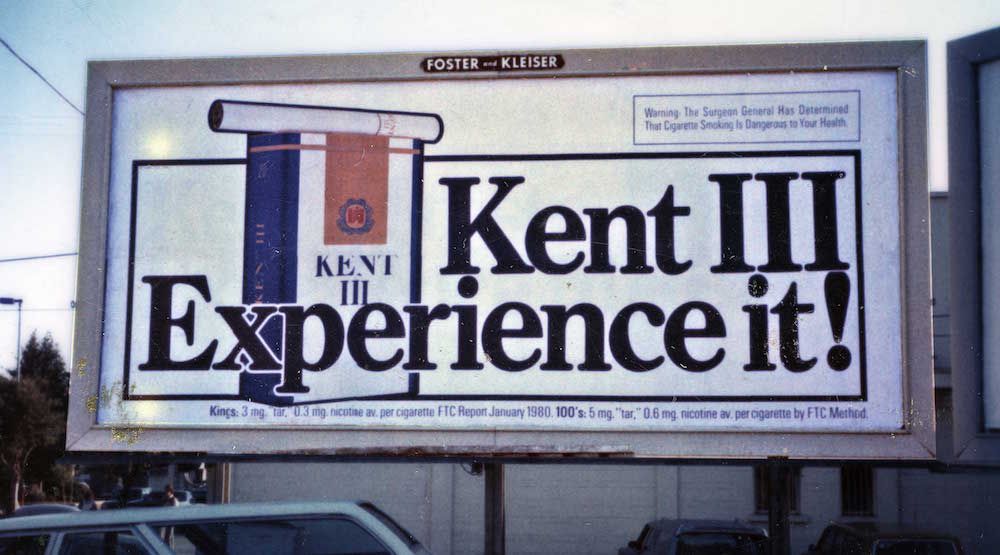 FOSTER and KLEISER
Warning: The Surgeon General Has Determined
That Cigarette Smoking Is Dangerous to Your Health.
KENT III
KENT
III
Kent III
Experience it!
Kings: 3 mg. "tar," 0.3 mg. nicotine av. per cigarette FTC Report January 1980. 100's: 5 mg. "tar," 0.6 mg. nicotine av. per cigarette by FTC Method.